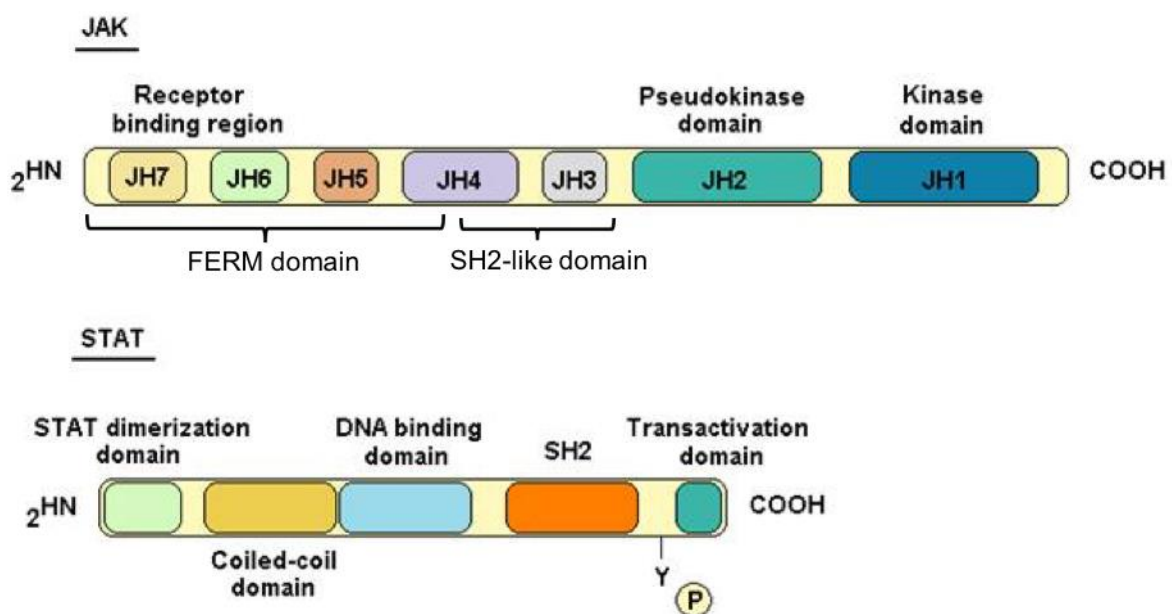 JAK
Receptor
binding region
Pseudokinase
domain
Kinase
domain
2HN
JH7
JH6
JH5
JH4
JH3
JH2
JH1
COOH
FERM domain
SH2-like domain
STAT
STAT dimerization
domain
DNA binding
domain
SH2
Transactivation
domain
2HN
COOH
Coiled-coil
domain
Y
P